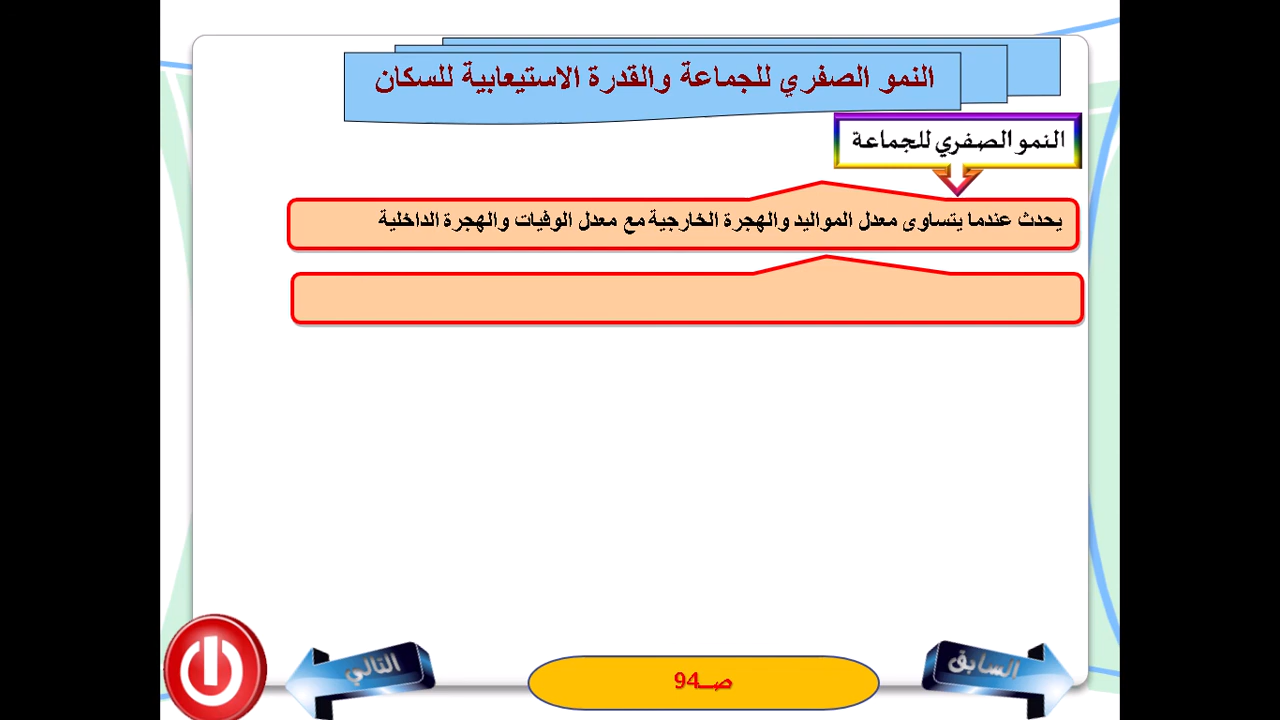 النمو الصفري للجماعة والقدرة الاستيعابية للسكان
النمو الصفري للجماعة
يحدث عندما يتساوى معدل المواليد والهجرة الخارجية مع معدل الوفيات والهجرة الداخلية
السابق
صـ94
التالي